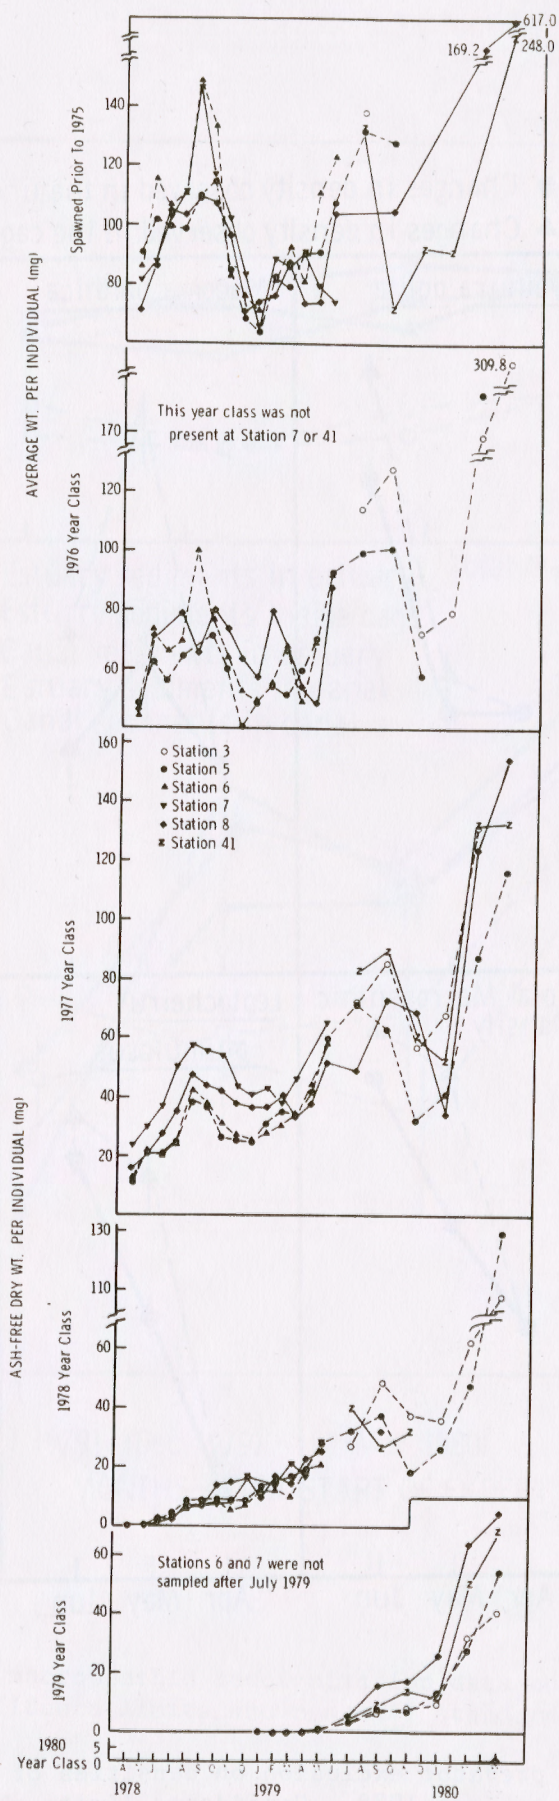 617.0
169.2
248.0
140
120
100
80
Spawned Prior To 1975
AVERAGE WT. PER INDIVIDUAL (mg)
309.8
This year class was not
present at Station 7 or 41
170
120
100
80
60
1976 Year Class
160
140
120
100
80
60
40
20
1977 Year Class
Station 3
Station 5
Station 6
Station 7
Station 8
Station 41
ASH-FREE DRY WT. PER INDIVIDUAL (mg)
130
110
60
40
20
0
1978 Year Class
Stations 6 and 7 were not
sampled after July 1979
60
40
20
0
1979 Year Class
1980
Year Class
5
0
1978
1979
1980